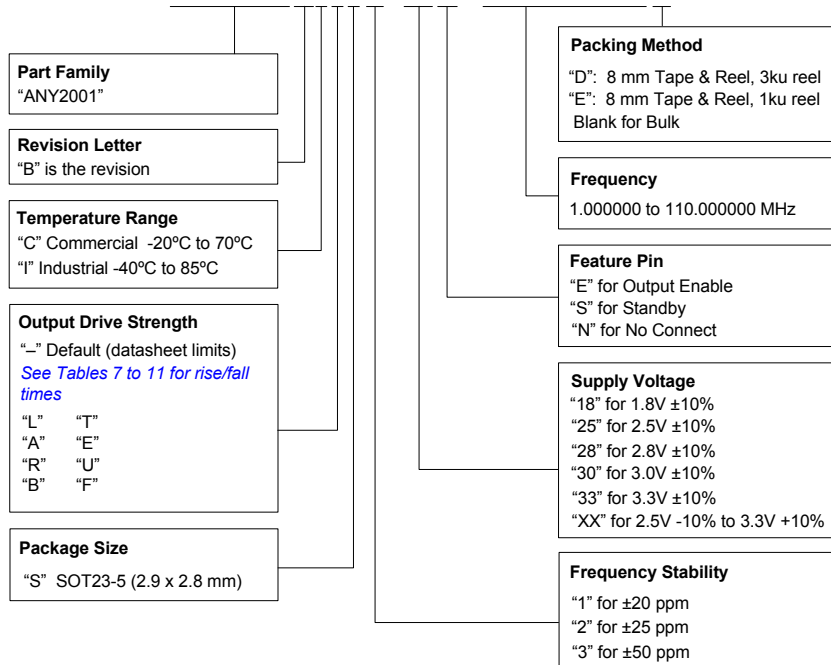 Part Family
“ANY2001”
Revision Letter
“B” is the revision
Temperature Range
“C” Commercial -20ºC to 70ºC
“I” Industrial -40ºC to 85ºC
Output Drive Strength
“–” Default (datasheet limits)
See Tables 7 to 11 for rise/fall
times
“L” “T”
“A” “E”
“R” “U”
“B” “F”
Package Size
“S” SOT23-5 (2.9 x 2.8 mm)
Packing Method
“D”: 8 mm Tape & Reel, 3ku reel
“E”: 8 mm Tape & Reel, 1ku reel
Blank for Bulk
Frequency
1.000000 to 110.000000 MHz
Feature Pin
“E” for Output Enable
“S” for Standby
“N” for No Connect
Supply Voltage
“18” for 1.8V ±10%
“25” for 2.5V ±10%
“28” for 2.8V ±10%
“30” for 3.0V ±10%
“33” for 3.3V ±10%
“XX” for 2.5V -10% to 3.3V +10%
Frequency Stability
“1” for ±20 ppm
“2” for ±25 ppm
“3” for ±50 ppm